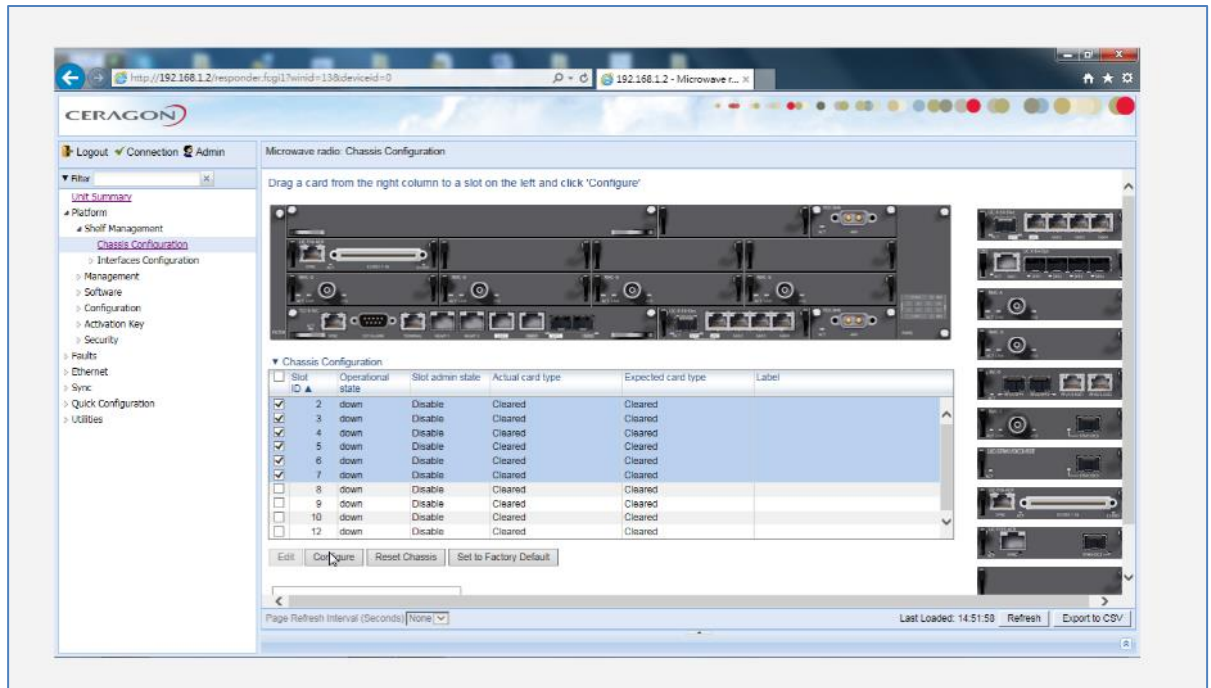 http://192.168.1.2/responder.fcgi1?winid=138&deviceid=0
192.168.1.2 - Microwave r...
CERAGON
Logout Connection Admin
Microwave radio: Chassis Configuration
Filter
Drag a card from the right column to a slot on the left and click 'Configure'
Unit Summary
Platform
Shelf Management
Chassis Configuration
Interfaces Configuration
Management
Software
Configuration
Activation Key
Security
Faults
Ethernet
Sync
Quick Configuration
Utilities
Chassis Configuration
Slot ID Operational state Slot admin state Actual card type Expected card type Label
2 down Disable Cleared Cleared
3 down Disable Cleared Cleared
4 down Disable Cleared Cleared
5 down Disable Cleared Cleared
6 down Disable Cleared Cleared
7 down Disable Cleared Cleared
8 down Disable Cleared Cleared
9 down Disable Cleared Cleared
10 down Disable Cleared Cleared
12 down Disable Cleared Cleared
Edit Configure Reset Chassis Set to Factory Default
Page Refresh Interval (Seconds) None Last Loaded: 14:51:58 Refresh Export to CSV